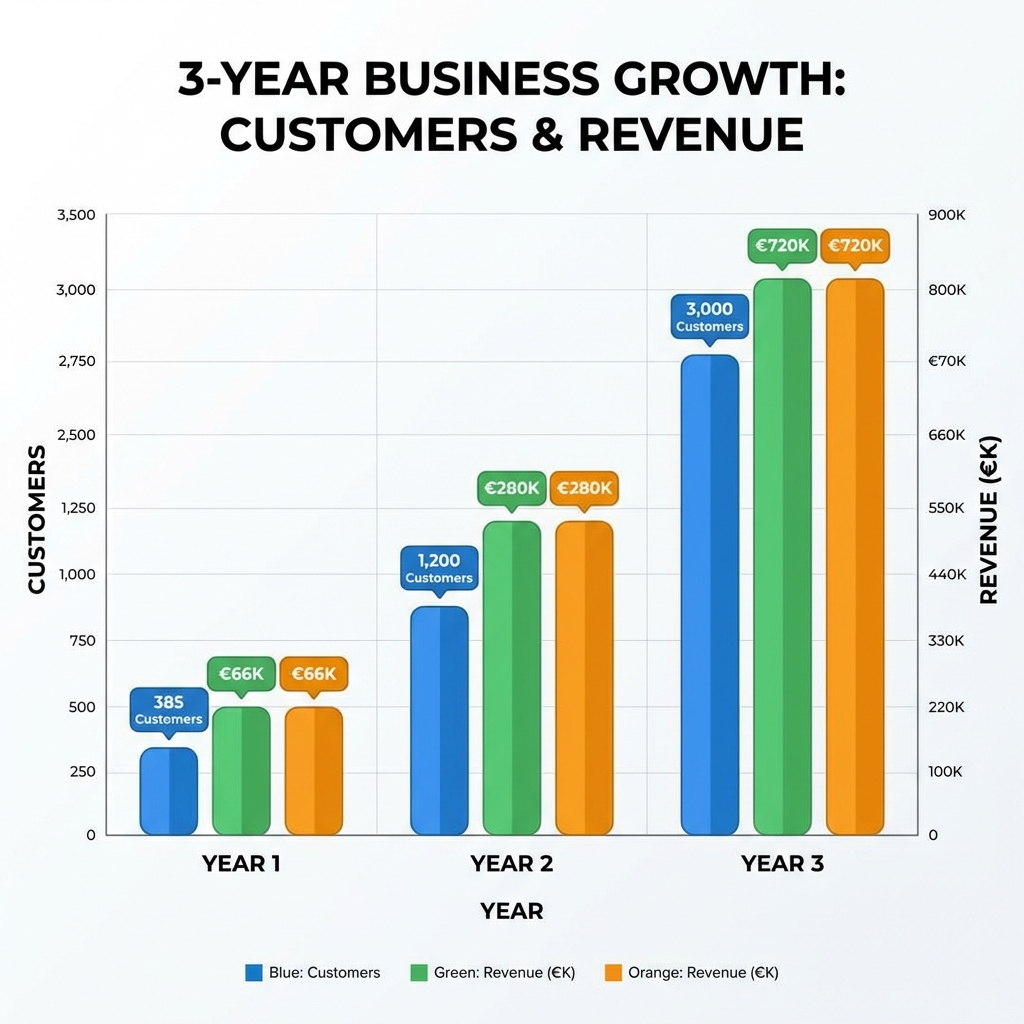 3-YEAR BUSINESS GROWTH:
CUSTOMERS & REVENUE
CUSTOMERS
3,500
3,000
2,750
2,500
1,250
1,000
750
500
250
0
385
Customers
€66K
€66K
1,200
Customers
€280K
€280K
3,000
Customers
€720K
€720K
900K
800K
€70K
660K
550K
440K
330K
220K
100K
0
REVENUE (€K)
YEAR 1
YEAR 2
YEAR 3
YEAR
Blue: Customers
Green: Revenue (€K)
Orange: Revenue (€K)